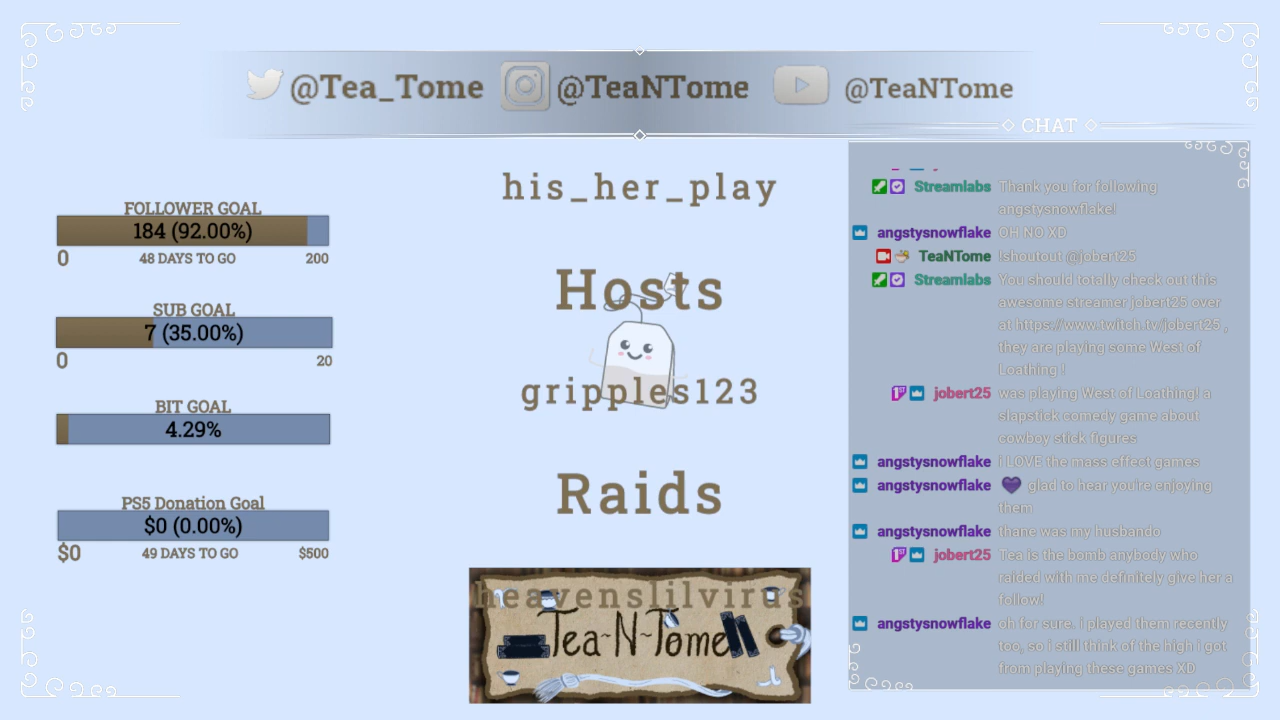 @Tea_Tome @TeaNTome @TeaNTome
FOLLOWER GOAL
184 (92.00%)
0 48 DAYS TO GO 200
SUB GOAL
7 (35.00%)
0 20
BIT GOAL
4.29%
PS5 Donation Goal
$0 (0.00%)
$0 49 DAYS TO GO $500
his_her_play
Hosts
gripples123
Raids
heavenslilvirus
Tea~N~Tome
CHAT
Streamlabs Thank you for following
angstysnowflake!
angstysnowflake OH NO XD
TeaNTome !shoutout @jobert25
Streamlabs You should totally check out this
awesome streamer jobert25 over
at https://www.twitch.tv/jobert25 ,
they are playing some West of
Loathing !
jobert25 was playing West of Loathing! a
slapstick comedy game about
cowboy stick figures
angstysnowflake i LOVE the mass effect games
angstysnowflake 💜 glad to hear you're enjoying
them
angstysnowflake thane was my husbando
jobert25 Tea is the bomb anybody who
raided with me definitely give her a
follow!
angstysnowflake oh for sure. i played them recently
too, so i still think of the high i got
from playing these games XD